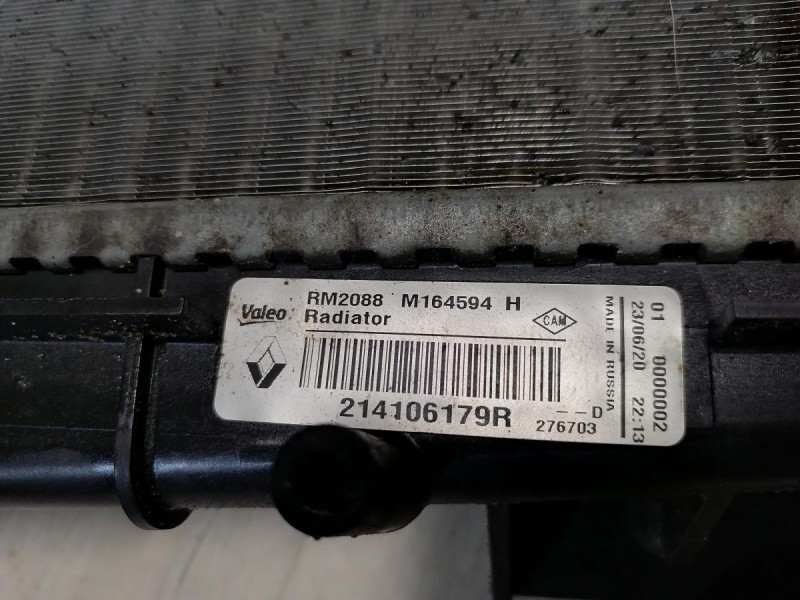 Valeo
RM2088 M164594 H
Radiator
CAM
214106179R
--D
276703
MADE IN RUSSIA
23/06/20 22:13
01 0000002